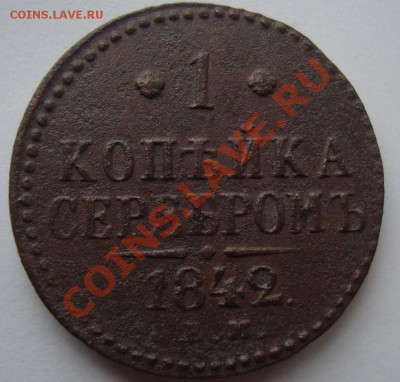 COINS.LAVE.RU
COINS.LAVE.RU
• 1 •
КОПѢЙКА
СЕРЕБРОМЪ
1842.